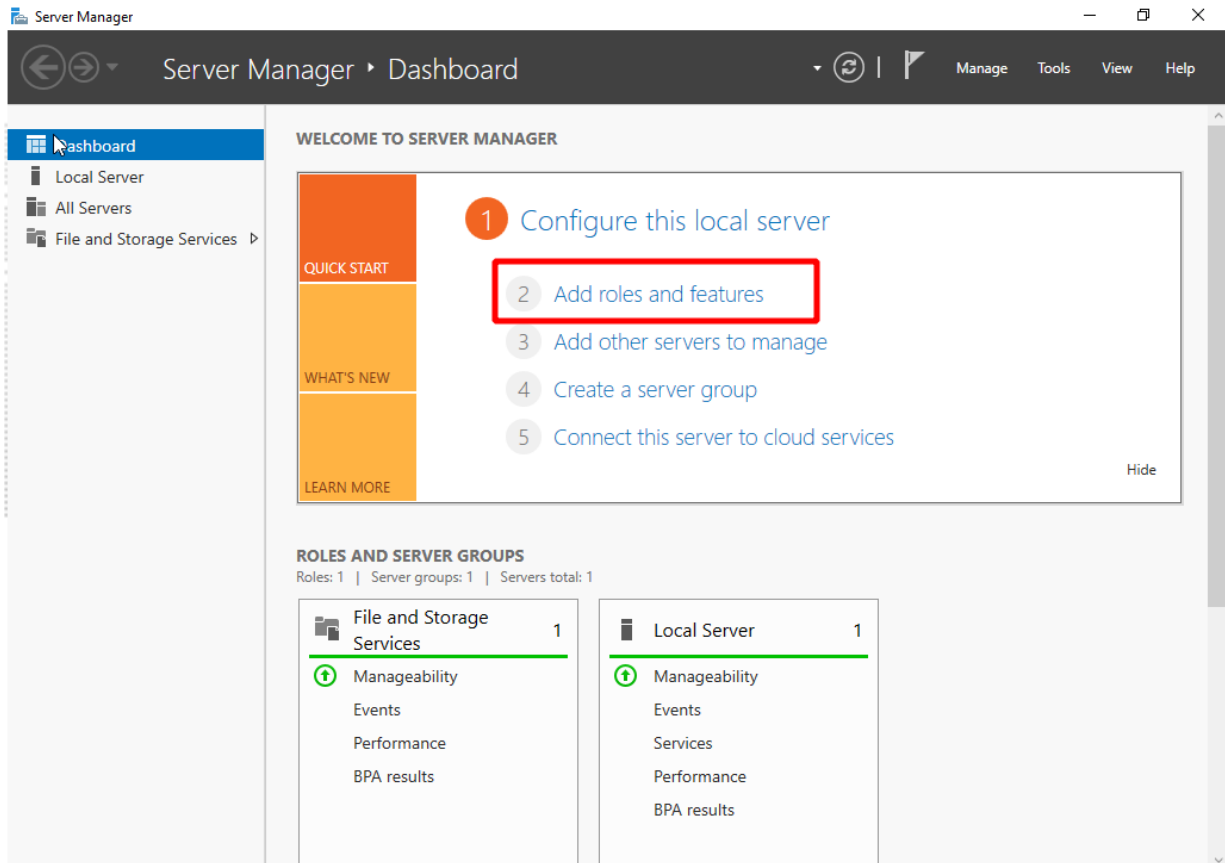 Server Manager
Server Manager ‣ Dashboard
Manage Tools View Help
Dashboard
Local Server
All Servers
File and Storage Services
WELCOME TO SERVER MANAGER
QUICK START
WHAT'S NEW
LEARN MORE
1 Configure this local server
2 Add roles and features
3 Add other servers to manage
4 Create a server group
5 Connect this server to cloud services
Hide
ROLES AND SERVER GROUPS
Roles: 1 | Server groups: 1 | Servers total: 1
File and Storage
Services 1
Manageability
Events
Performance
BPA results
Local Server 1
Manageability
Events
Services
Performance
BPA results